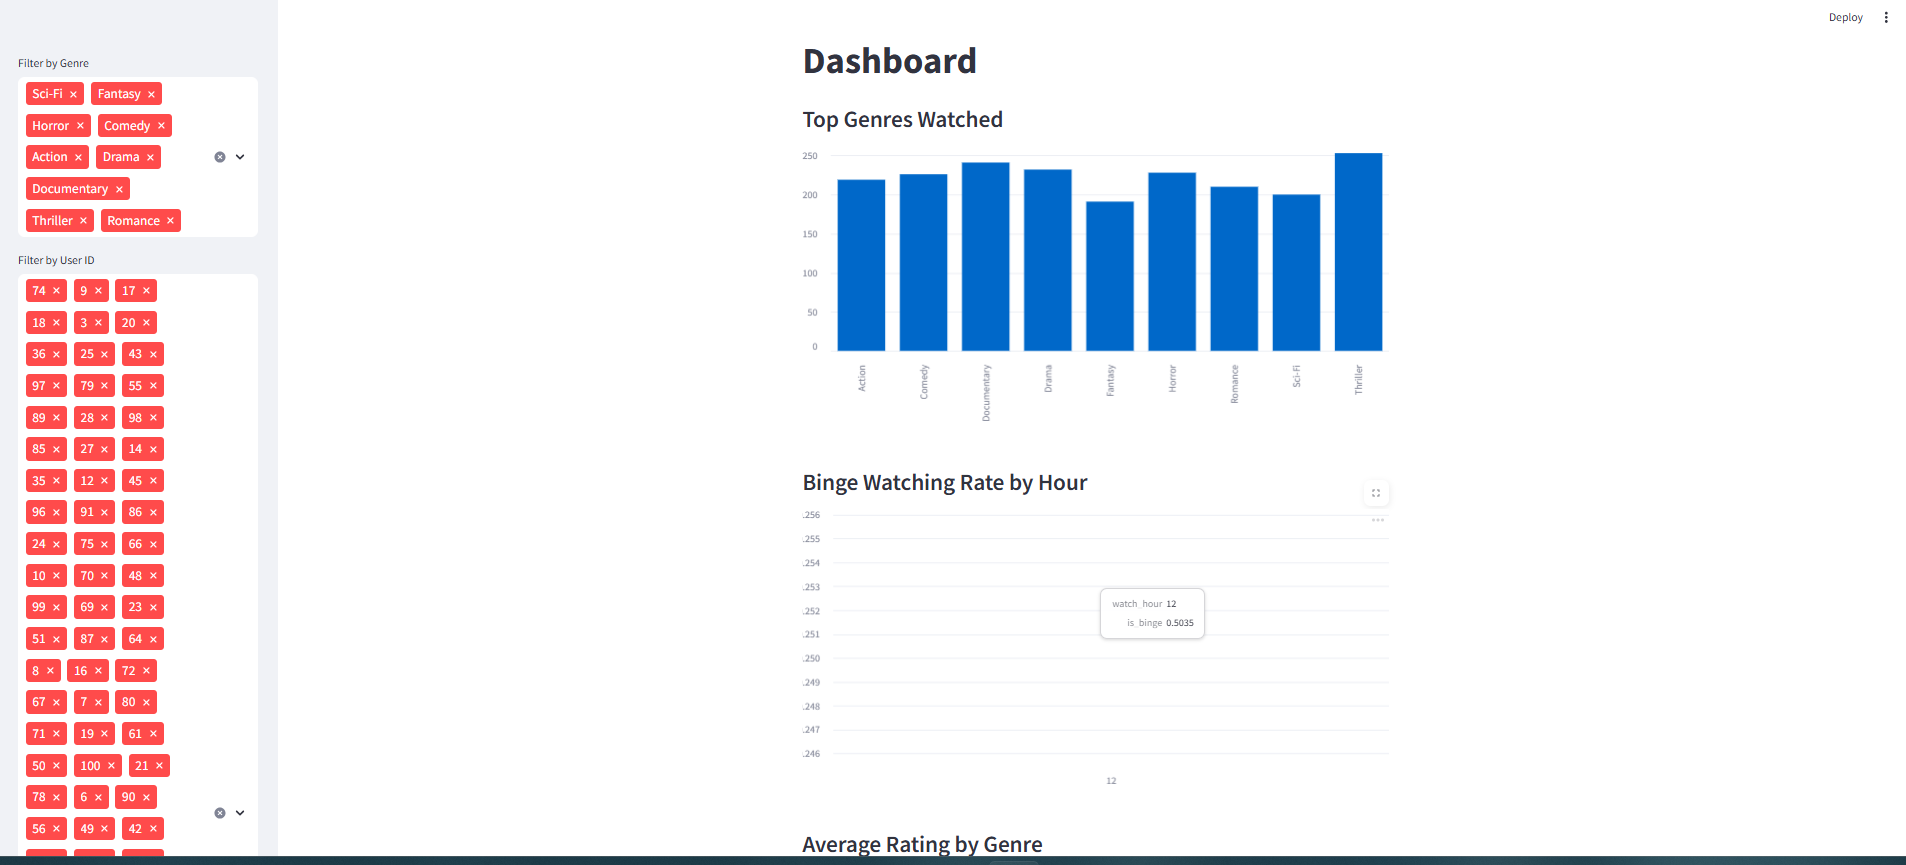 Deploy
Filter by Genre
Sci-Fi × Fantasy ×
Horror × Comedy ×
Action × Drama ×
Documentary ×
Thriller × Romance ×
Filter by User ID
74 × 9 × 17 ×
18 × 3 × 20 ×
36 × 25 × 43 ×
97 × 79 × 55 ×
89 × 28 × 98 ×
85 × 27 × 14 ×
35 × 12 × 45 ×
96 × 91 × 86 ×
24 × 75 × 66 ×
10 × 70 × 48 ×
99 × 69 × 23 ×
51 × 87 × 64 ×
8 × 16 × 72 ×
67 × 7 × 80 ×
71 × 19 × 61 ×
50 × 100 × 21 ×
78 × 6 × 90 ×
56 × 49 × 42 ×
Dashboard
Top Genres Watched
250
200
150
100
50
0
Action
Comedy
Documentary
Drama
Fantasy
Horror
Romance
Sci-Fi
Thriller
Binge Watching Rate by Hour
.256
.255
.254
.253
.252
.251
.250
.249
.248
.247
.246
watch_hour 12
is_binge 0.5035
12
Average Rating by Genre